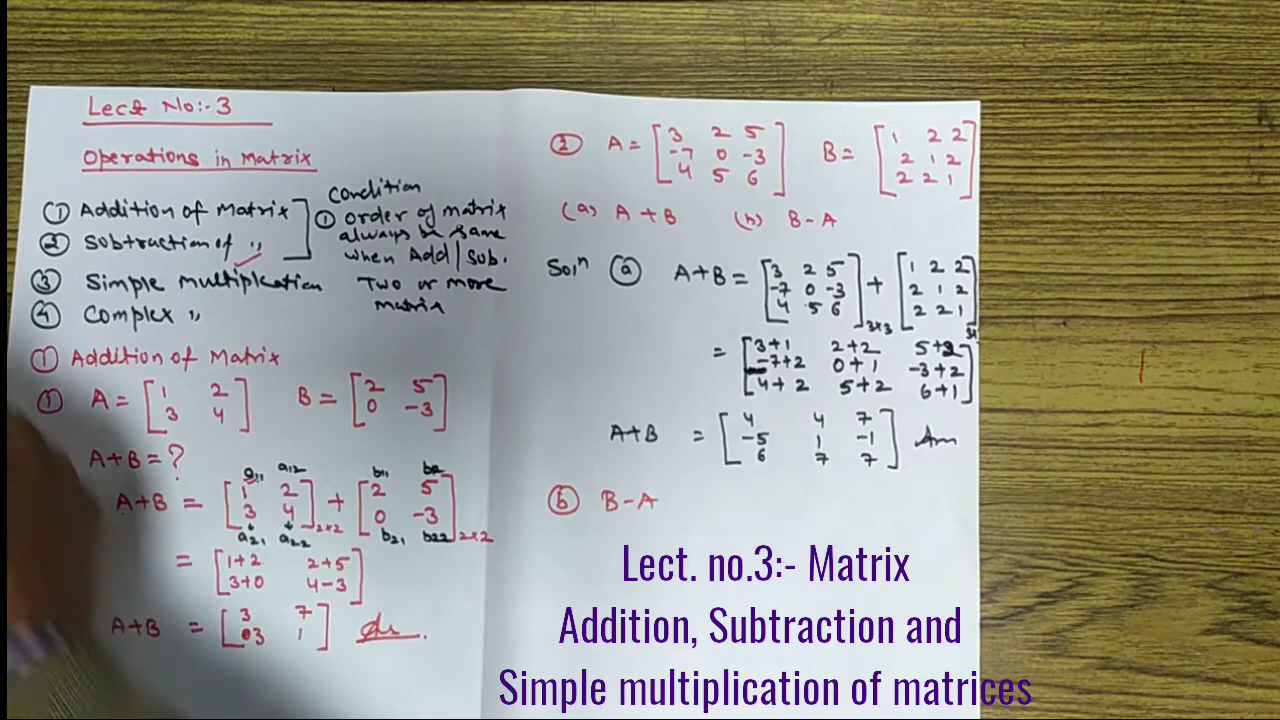 Lect No:- 3
Operations in Matrix
① Addition of Matrix
② Subtraction of ,,
③ Simple multiplication
④ Complex ,,
Condition
① order of matrix
always be same
when Add/sub.
Two or more
matrix
① Addition of Matrix
① A = [1 2
3 4] B = [2 5
0 -3]
A+B = ?
a11 a12 b11
A+B = [1 2
3 4]2×2 + [2 5
0 -3]2×2
a21 a22 b21 b22
= [1+2 2+5
3+0 4-3]
A+B = [3 7
3 1]
② A = [3 2 5
-7 0 -3
4 5 6] B = [1 2 2
2 1 2
2 2 1]
(a) A+B (b) B-A
Solⁿ ⓐ A+B = [3 2 5
-7 0 -3
4 5 6]3×3 + [1 2 2
2 1 2
2 2 1]
= [3+1 2+2 5+2
-7+2 0+1 -3+2
4+2 5+2 6+1]
A+B = [4 4 7
-5 1 -1
6 7 7] Ans
ⓑ B-A
Lect. no.3:- Matrix
Addition, Subtraction and
Simple multiplication of matrices